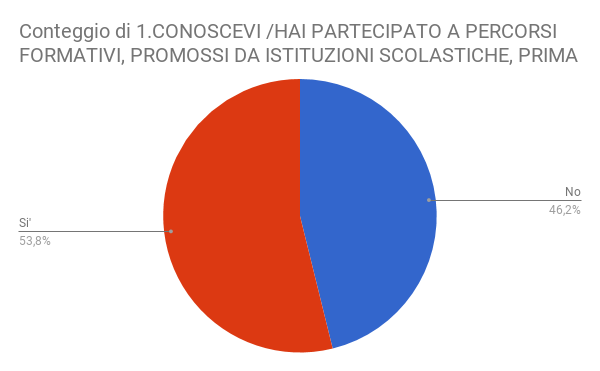 Conteggio di 1.CONOSCEVI /HAI PARTECIPATO A PERCORSI
FORMATIVI, PROMOSSI DA ISTITUZIONI SCOLASTICHE, PRIMA
No
46,2%
Si'
53,8%